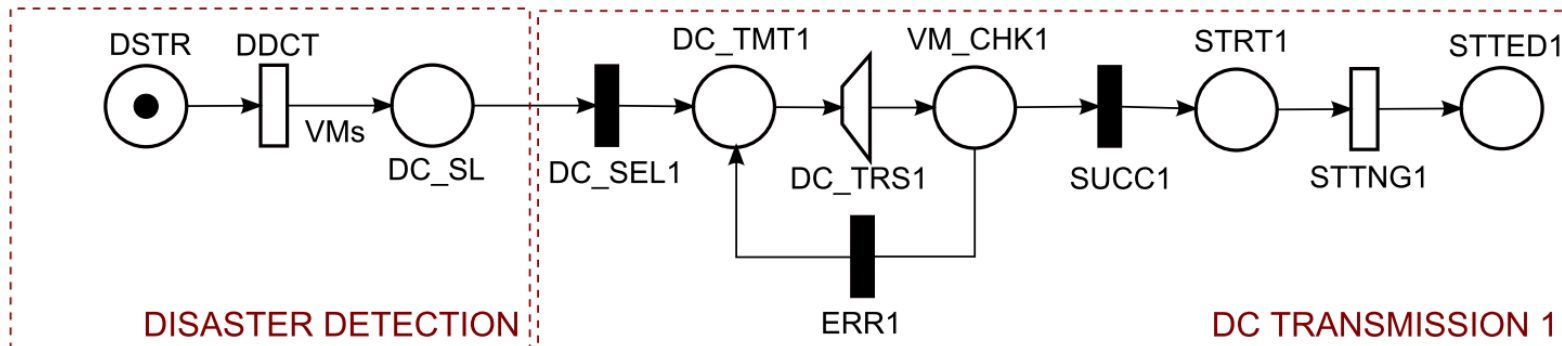 DSTR
DDCT
VMs
DC_SL
DC_SEL1
DC_TMT1
DC_TRS1
VM_CHK1
ERR1
SUCC1
STRT1
STTNG1
STTED1
DISASTER DETECTION
DC TRANSMISSION 1